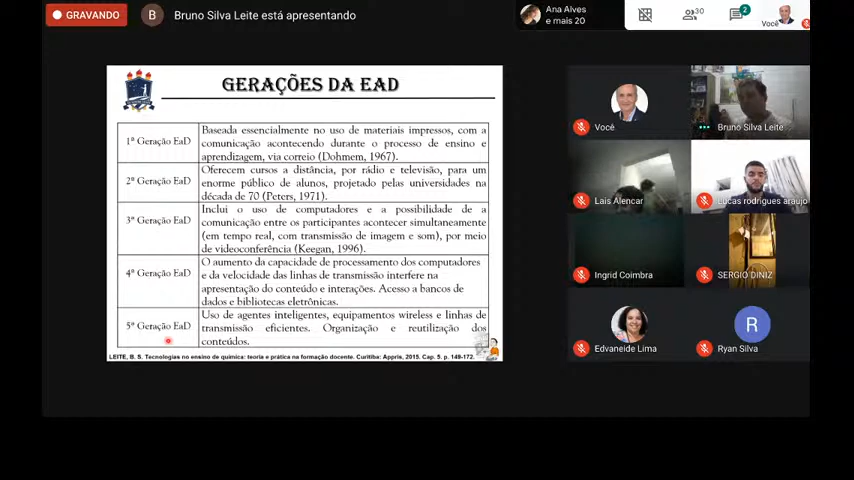 GRAVANDO
B
Bruno Silva Leite está apresentando
Ana Alves
e mais 20
30
2
Você
GERAÇÕES DA EAD
1ª Geração EaD
Baseada essencialmente no uso de materiais impressos, com a
comunicação acontecendo durante o processo de ensino e
aprendizagem, via correio (Dohmem, 1967).
2ª Geração EaD
Oferecem cursos a distância, por rádio e televisão, para um
enorme público de alunos, projetado pelas universidades na
década de 70 (Peters, 1971).
3ª Geração EaD
Inclui o uso de computadores e a possibilidade de a
comunicação entre os participantes acontecer simultaneamente
(em tempo real, com transmissão de imagem e som), por meio
de videoconferência (Keegan, 1996).
4ª Geração EaD
O aumento da capacidade de processamento dos computadores
e da velocidade das linhas de transmissão interfere na
apresentação do conteúdo e interações. Acesso a bancos de
dados e bibliotecas eletrônicas.
5ª Geração EaD
Uso de agentes inteligentes, equipamentos wireless e linhas de
transmissão eficientes. Organização e reutilização dos
conteúdos.
LEITE, B. S. Tecnologias no ensino de química: teoria e prática na formação docente. Curitiba: Appris, 2015. Cap. 5. p. 149-172.
Você
Bruno Silva Leite
Lais Alencar
Lucas rodrigues araujo
Ingrid Coimbra
SERGIO DINIZ
Edvaneide Lima
R
Ryan Silva